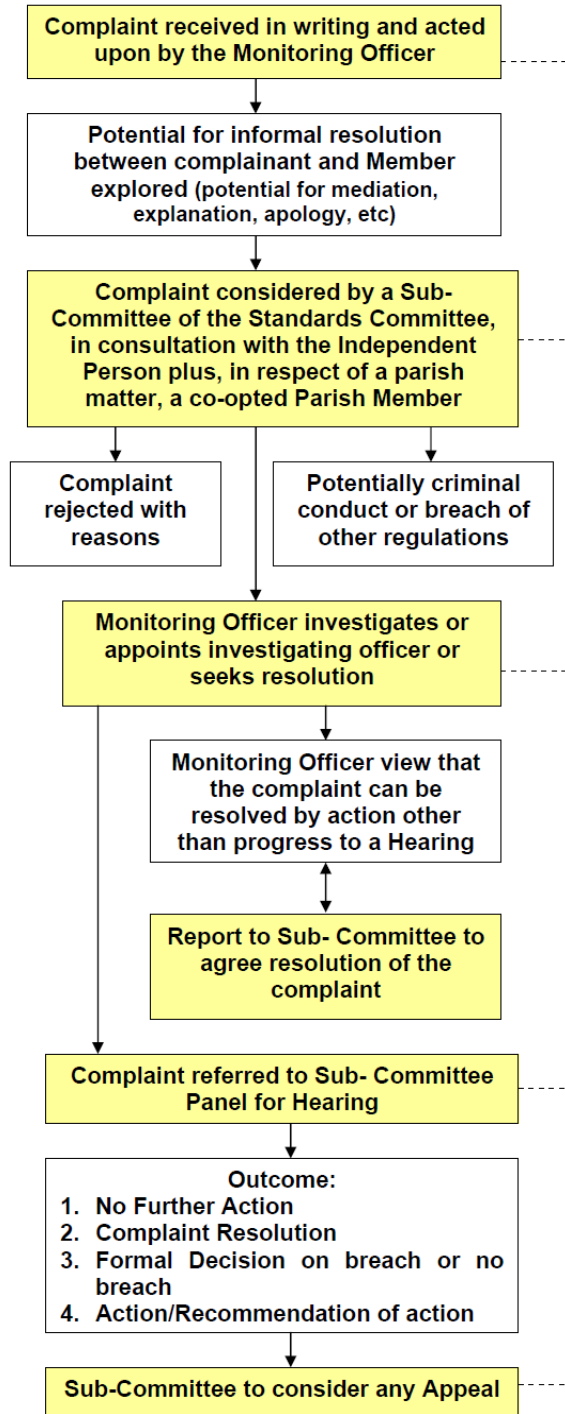 Complaint received in writing and acted
upon by the Monitoring Officer
Potential for informal resolution
between complainant and Member
explored (potential for mediation,
explanation, apology, etc)
Complaint considered by a Sub-
Committee of the Standards Committee,
in consultation with the Independent
Person plus, in respect of a parish
matter, a co-opted Parish Member
Complaint
rejected with
reasons
Potentially criminal
conduct or breach of
other regulations
Monitoring Officer investigates or
appoints investigating officer or
seeks resolution
Monitoring Officer view that
the complaint can be
resolved by action other
than progress to a Hearing
Report to Sub- Committee to
agree resolution of the
complaint
Complaint referred to Sub- Committee
Panel for Hearing
Outcome:
1. No Further Action
2. Complaint Resolution
3. Formal Decision on breach or no
breach
4. Action/Recommendation of action
Sub-Committee to consider any Appeal